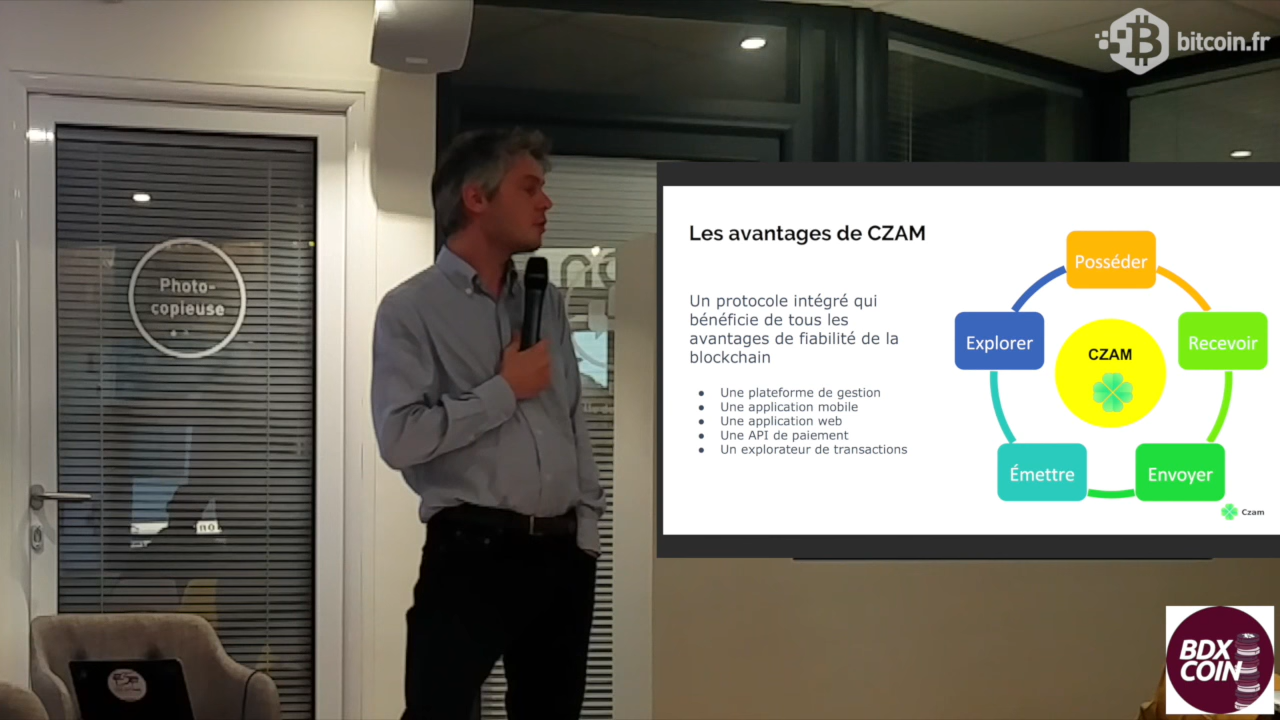 bitcoin.fr
Photo-
copieuse
Les avantages de CZAM
Un protocole intégré qui
bénéficie de tous les
avantages de fiabilité de la
blockchain
Une plateforme de gestion
Une application mobile
Une application web
Une API de paiement
Un explorateur de transactions
Posséder
Explorer
Recevoir
CZAM
Émettre
Envoyer
Czam
BDX
COIN